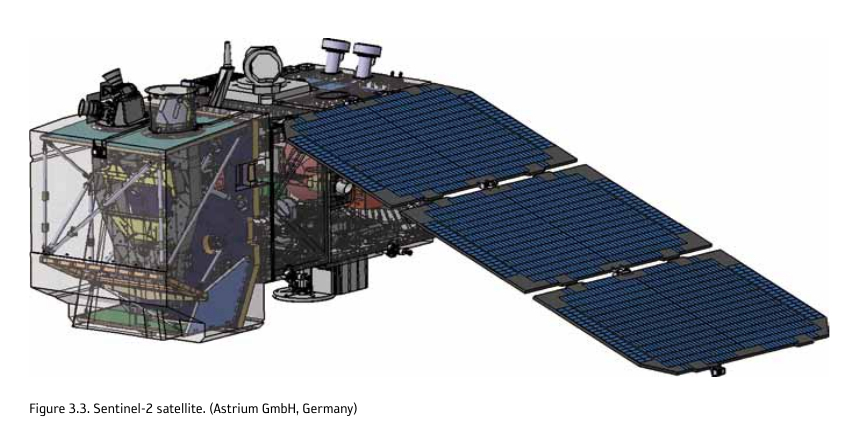 Figure 3.3. Sentinel-2 satellite. (Astrium GmbH, Germany)